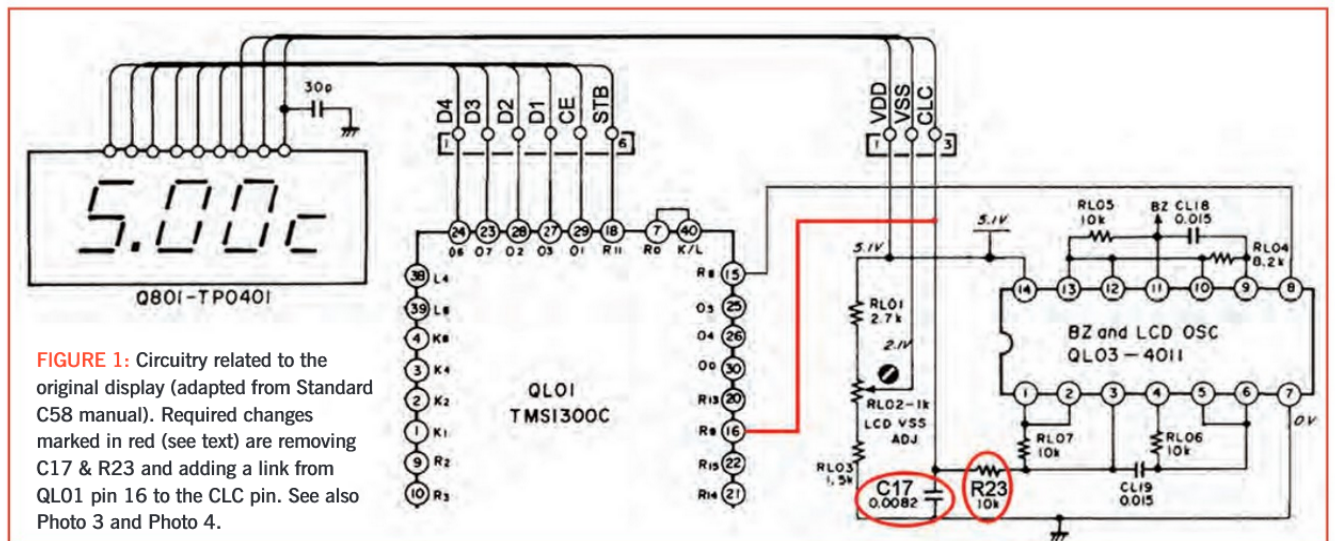 30p
D4
D3
D2
D1
CE
STB
1
6
VDD
VSS
CLC
1
3
5.00c
Q801-TP0401
24 23 28 27 29 18 7 40
O6 O7 O2 O3 O1 R11 R0 K/L
38 L4
39 L8
4 K8
3 K4
2 K2
1 K1
9 R2
10 R3
QL01
TMS1300C
R8 15
O5 25
O4 26
O0 30
R13 20
R9 16
R15 22
R14 21
5.1V
5.1V
RL01
2.7k
2.1V
RL02-1k
LCD VSS
ADJ
RL03
1.5k
C17
0.0082
R23
10k
RL05
10k
BZ
CL18
0.015
RL04
8.2k
14 13 12 11 10 9 8
BZ and LCD OSC
QL03-4011
1 2 3 4 5 6 7
0V
RL07
10k
RL06
10k
CL19
0.015
FIGURE 1: Circuitry related to the
original display (adapted from Standard
C58 manual). Required changes
marked in red (see text) are removing
C17 & R23 and adding a link from
QL01 pin 16 to the CLC pin. See also
Photo 3 and Photo 4.